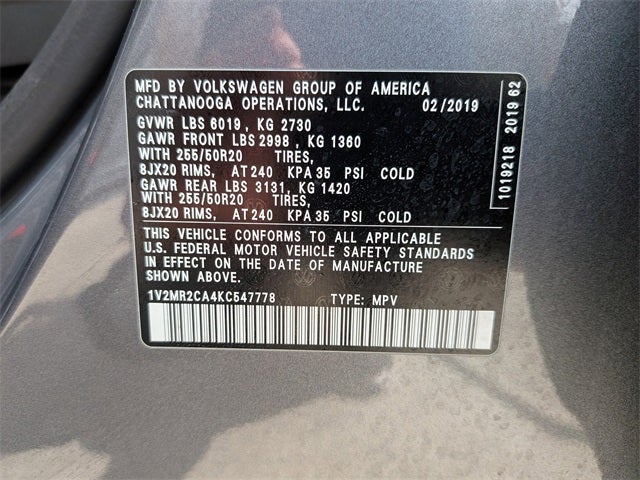 MFD BY VOLKSWAGEN GROUP OF AMERICA
CHATTANOOGA OPERATIONS, LLC. 02/2019
GVWR LBS 6019, KG 2730
GAWR FRONT LBS 2998, KG 1360
WITH 255/50R20 TIRES,
8JX20 RIMS, AT 240 KPA 35 PSI COLD
GAWR REAR LBS 3131, KG 1420
WITH 255/50R20 TIRES,
8JX20 RIMS, AT 240 KPA 35 PSI COLD
THIS VEHICLE CONFORMS TO ALL APPLICABLE
U.S. FEDERAL MOTOR VEHICLE SAFETY STANDARDS
IN EFFECT ON THE DATE OF MANUFACTURE
SHOWN ABOVE.
1V2MR2CA4KC547778 TYPE: MPV
1019218 2019 62